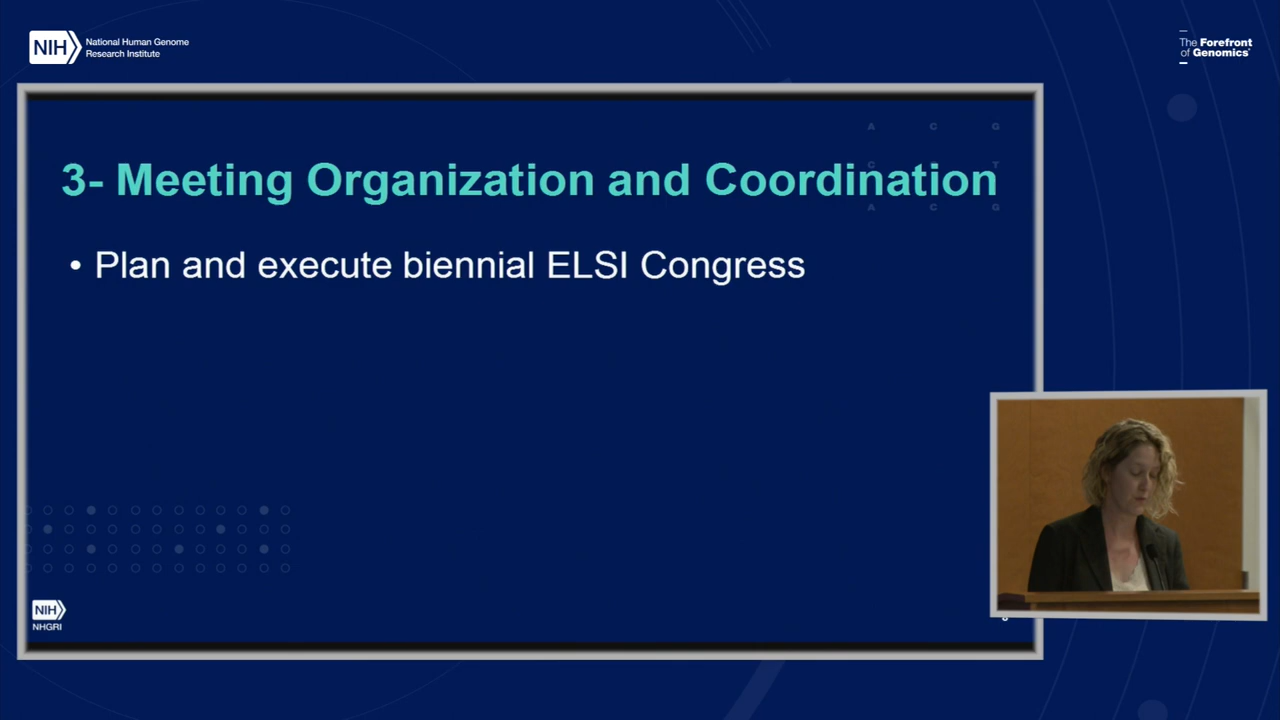 NIH
National Human Genome
Research Institute
The Forefront
of Genomics
A C G
3- Meeting Organization and Coordination
A C G
• Plan and execute biennial ELSI Congress
NIH
NHGRI